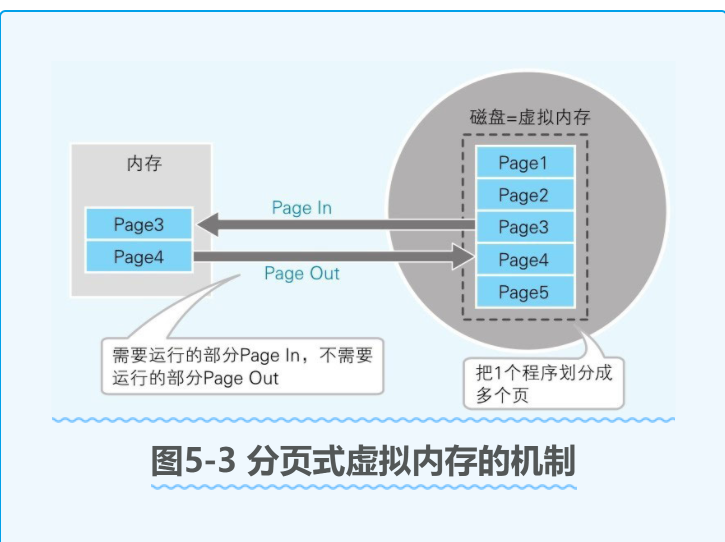 磁盘=虚拟内存
内存
Page1
Page2
Page3
Page4
Page5
Page In
Page3
Page4
Page Out
需要运行的部分Page In，不需要
运行的部分Page Out
把1个程序划分成
多个页
图5-3 分页式虚拟内存的机制